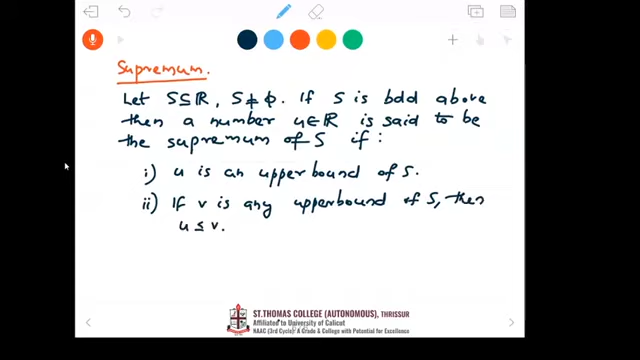 Supremum.
Let S⊆ℝ, S≠ϕ. If S is bdd above
then a number u∈ℝ is said to be
the supremum of S if :
i) u is an upperbound of S.
ii) If v is any upperbound of S, then
u≤v.
ST.THOMAS COLLEGE (AUTONOMOUS), THRISSUR
Affiliated to University of Calicut
NAAC (3rd Cycle)'A Grade & College with Potential for Excellence